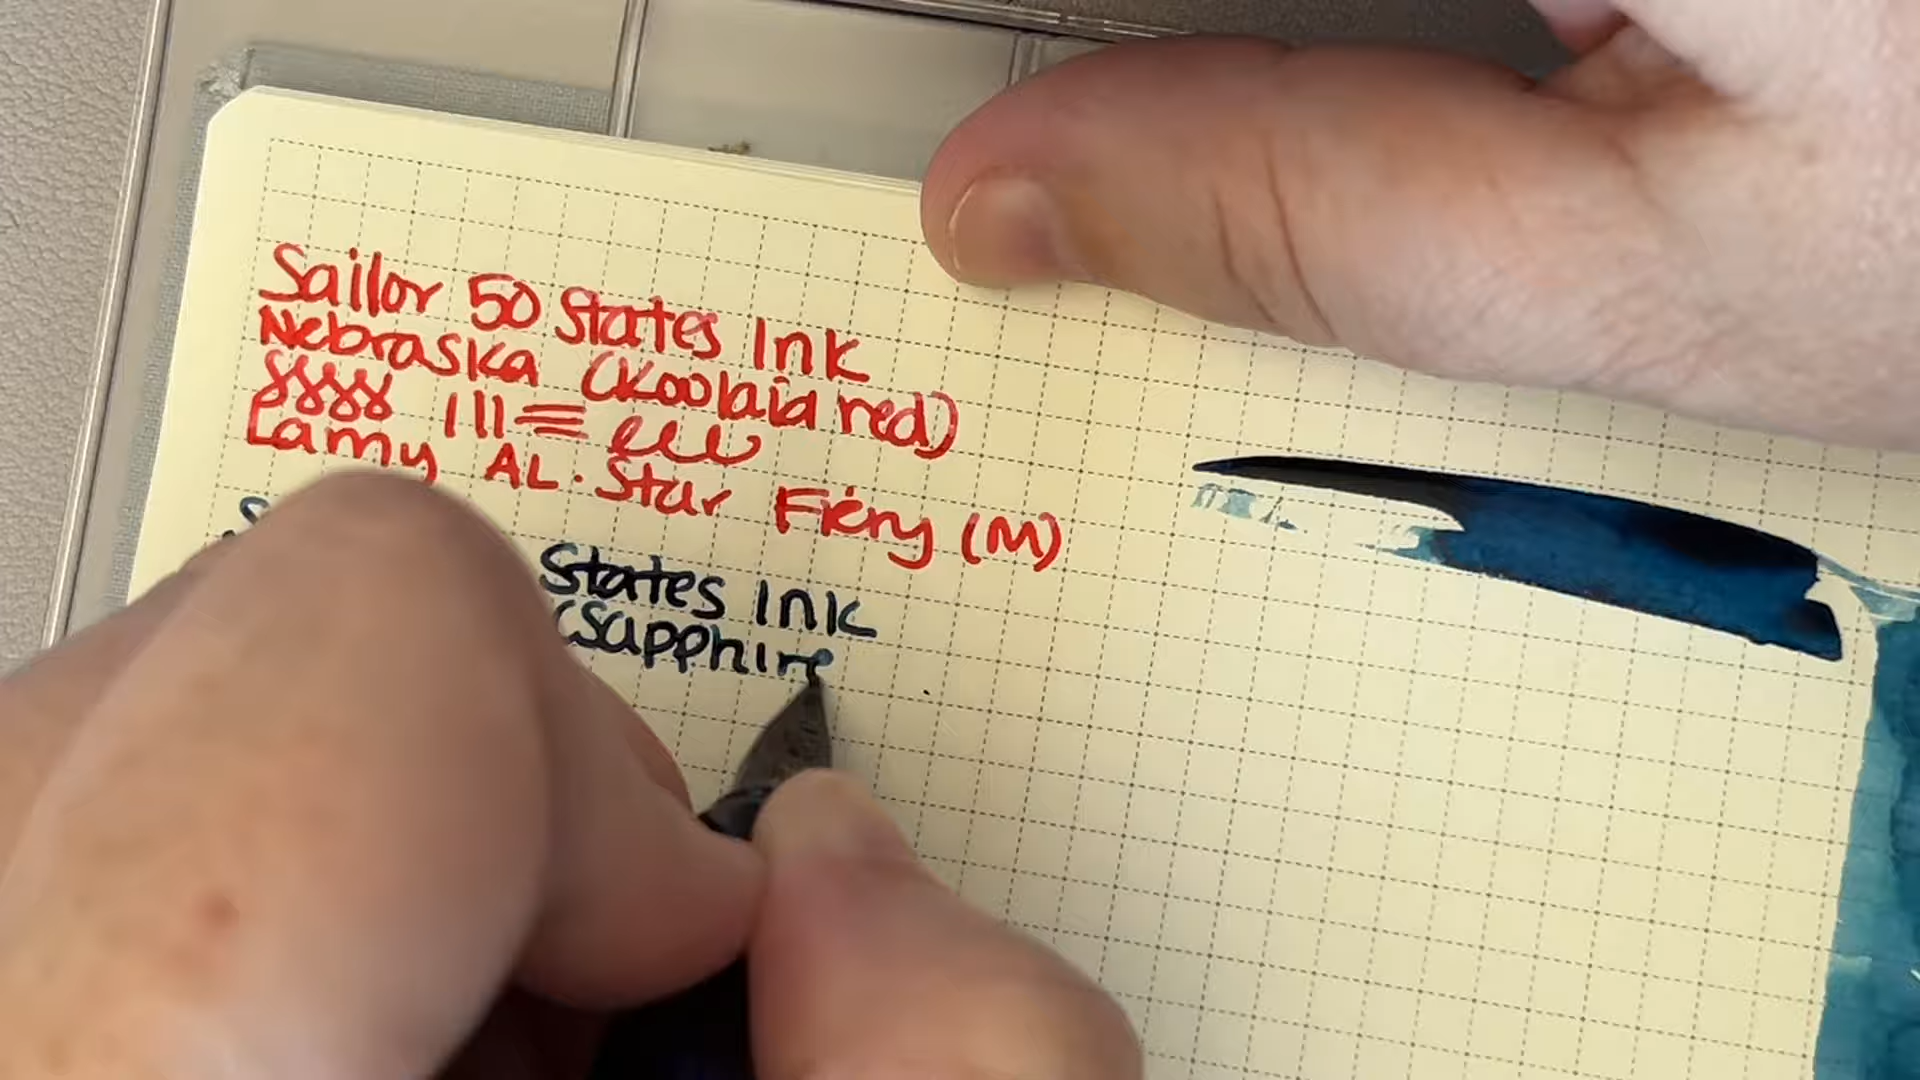 Sailor 50 States Ink
Nebraska (Koolaid red)
Lamy AL. Star Fiery (M)
States Ink
(Sapphire